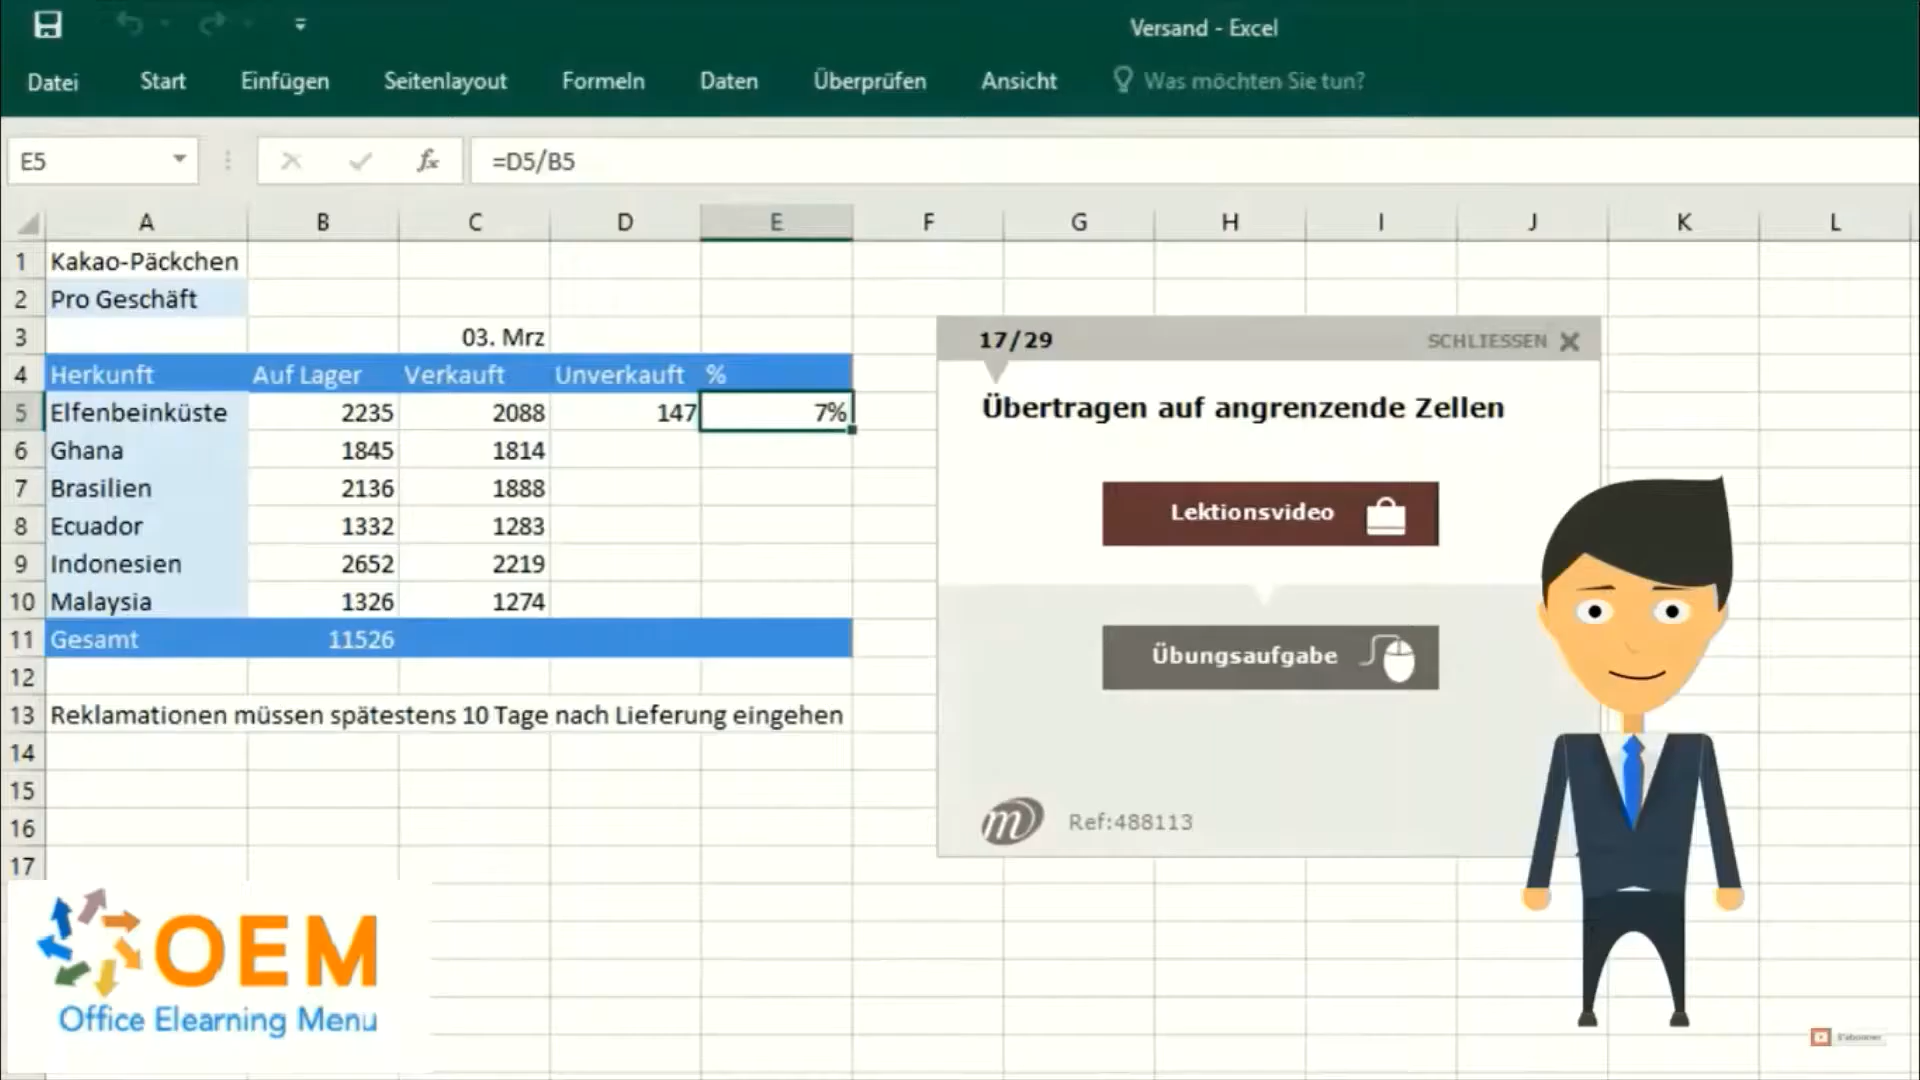 Versand - Excel
Datei Start Einfügen Seitenlayout Formeln Daten Überprüfen Ansicht Was möchten Sie tun?
E5 fx =D5/B5
A B C D E F G H I J K L
1 Kakao-Päckchen
2 Pro Geschäft
3 03. Mrz
4 Herkunft Auf Lager Verkauft Unverkauft %
5 Elfenbeinküste 2235 2088 147 7%
6 Ghana 1845 1814
7 Brasilien 2136 1888
8 Ecuador 1332 1283
9 Indonesien 2652 2219
10 Malaysia 1326 1274
11 Gesamt 11526
12
13 Reklamationen müssen spätestens 10 Tage nach Lieferung eingehen
14
15
16
17
17/29 SCHLIESSEN
Übertragen auf angrenzende Zellen
Lektionsvideo
Übungsaufgabe
m Ref:488113
OEM
Office Elearning Menu
S'abonner